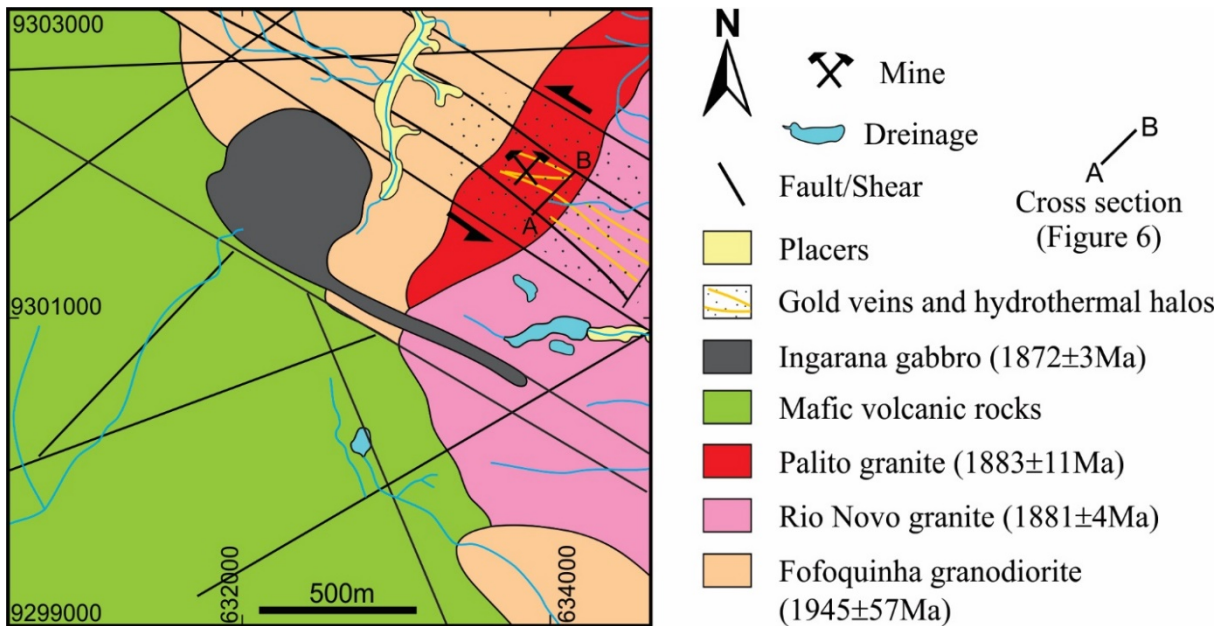 9303000
9301000
9299000
632000
634000
500m
A
B
N
Mine
Dreinage
Fault/Shear
A
B
Cross section
(Figure 6)
Placers
Gold veins and hydrothermal halos
Ingarana gabbro (1872±3Ma)
Mafic volcanic rocks
Palito granite (1883±11Ma)
Rio Novo granite (1881±4Ma)
Fofoquinha granodiorite
(1945±57Ma)